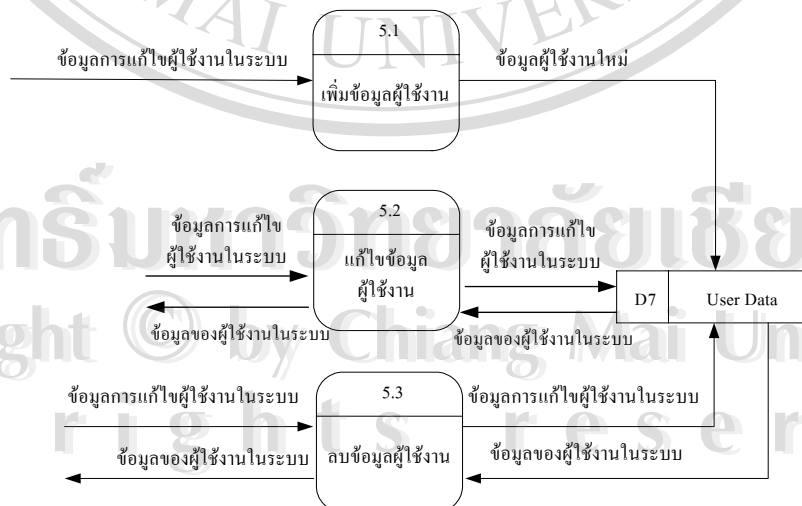 MAI UNIVER
5.1
ข้อมูลการแก้ไขผู้ใช้งานในระบบ
ข้อมูลผู้ใช้งานใหม่
เพิ่มข้อมูลผู้ใช้งาน
5.2
ข้อมูลการแก้ไข
ผู้ใช้งานในระบบ
แก้ไขข้อมูล
ผู้ใช้งาน
ข้อมูลการแก้ไข
ผู้ใช้งานในระบบ
D7
User Data
ข้อมูลของผู้ใช้งานในระบบ
ข้อมูลของผู้ใช้งานในระบบ
ght © by Chiang Mai Un
5.3
ข้อมูลการแก้ไขผู้ใช้งานในระบบ
ข้อมูลการแก้ไขผู้ใช้งานในระบบ
rights reser
ข้อมูลของผู้ใช้งานในระบบ
ลบข้อมูลผู้ใช้งาน
ข้อมูลของผู้ใช้งานในระบบ